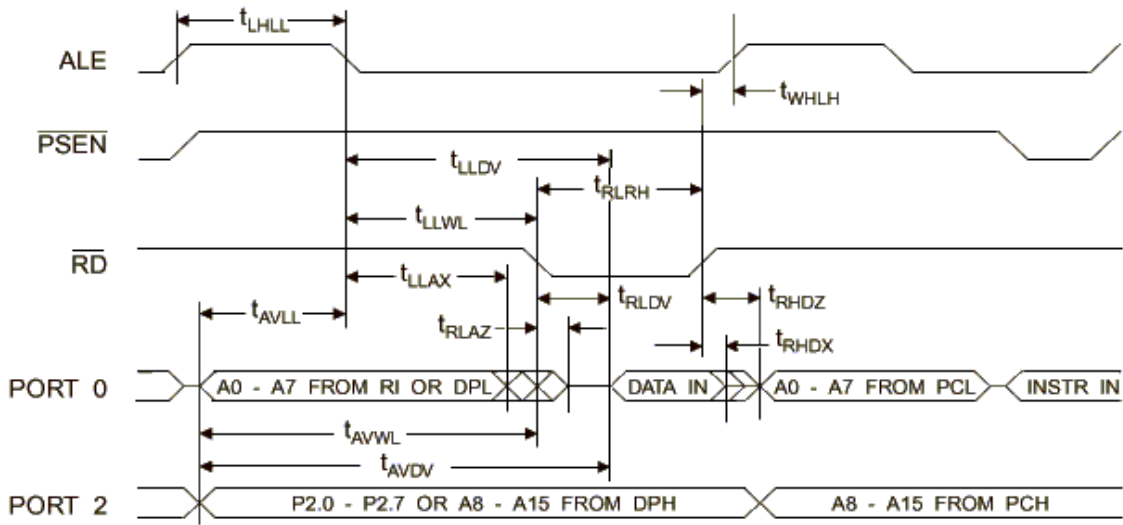 tLHLL
ALE
tWHLH
PSEN
tLLDV
tRLRH
tLLWL
RD
tLLAX
tAVLL
tRLDV
tRHDZ
tRLAZ
tRHDX
PORT 0
A0 - A7 FROM RI OR DPL
DATA IN
A0 - A7 FROM PCL
INSTR IN
tAVWL
tAVDV
PORT 2
P2.0 - P2.7 OR A8 - A15 FROM DPH
A8 - A15 FROM PCH